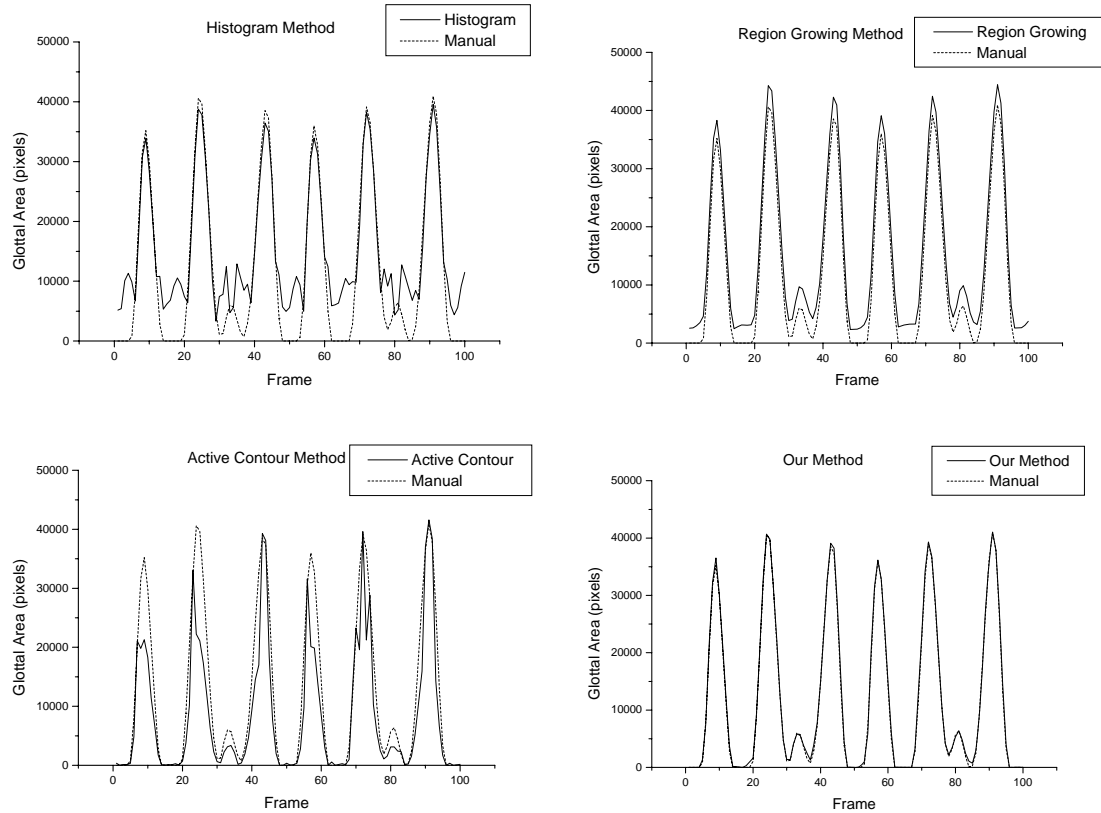 Histogram Method
Histogram
Manual
50000
40000
30000
20000
10000
0
Glottal Area (pixels)
0 20 40 60 80 100
Frame
Region Growing Method
Region Growing
Manual
50000
40000
30000
20000
10000
0
Glottal Area (pixels)
0 20 40 60 80 100
Frame
Active Contour Method
Active Contour
Manual
50000
40000
30000
20000
10000
0
Glottal Area (pixels)
0 20 40 60 80 100
Frame
Our Method
Our Method
Manual
50000
40000
30000
20000
10000
0
Glottal Area (pixels)
0 20 40 60 80 100
Frame